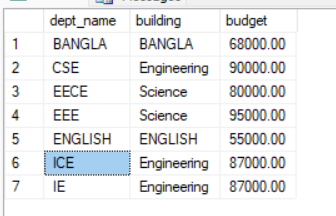 Messages
dept_name building budget
1 BANGLA BANGLA 68000.00
2 CSE Engineering 90000.00
3 EECE Science 80000.00
4 EEE Science 95000.00
5 ENGLISH ENGLISH 55000.00
6 ICE Engineering 87000.00
7 IE Engineering 87000.00